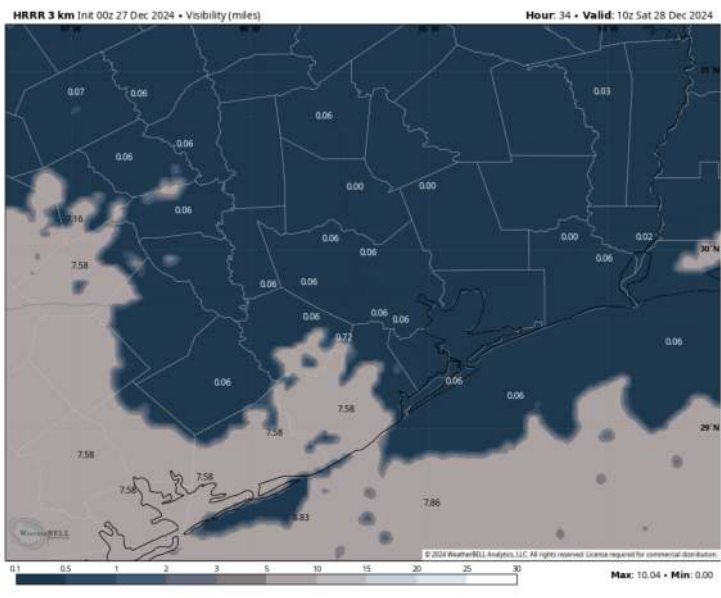 HRRR 3 km Init 00z 27 Dec 2024 • Visibility (miles) Hour: 34 • Valid: 10z Sat 28 Dec 2024
31°N
0.07 0.06 0.03
0.06
0.06
0.06
0.00 0.00
0.06
7.16
0.06 0.00 0.02
30°N
0.06
0.06
7.58
0.06 0.06
0.06 0.06 0.06
0.72 0.06
0.06 0.06
0.06
7.58
29°N
7.58
7.58
7.58
7.58
7.86
WeatherBELL
© 2024 WeatherBELL Analytics, LLC. All rights reserved. License required for commercial distribution.
0.1 0.5 1 2 3 5 10 15 20 25 30
Max: 10.04 • Min: 0.00